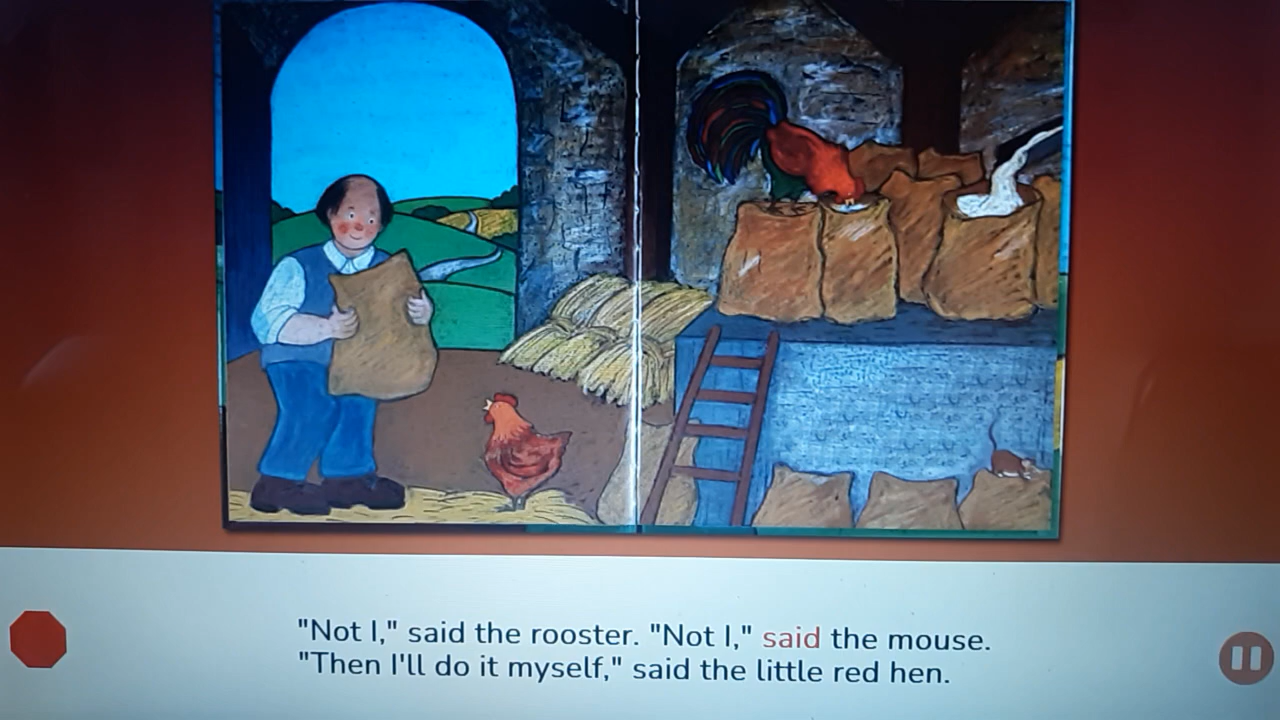 "Not I," said the rooster. "Not I," said the mouse.
"Then I'll do it myself," said the little red hen.